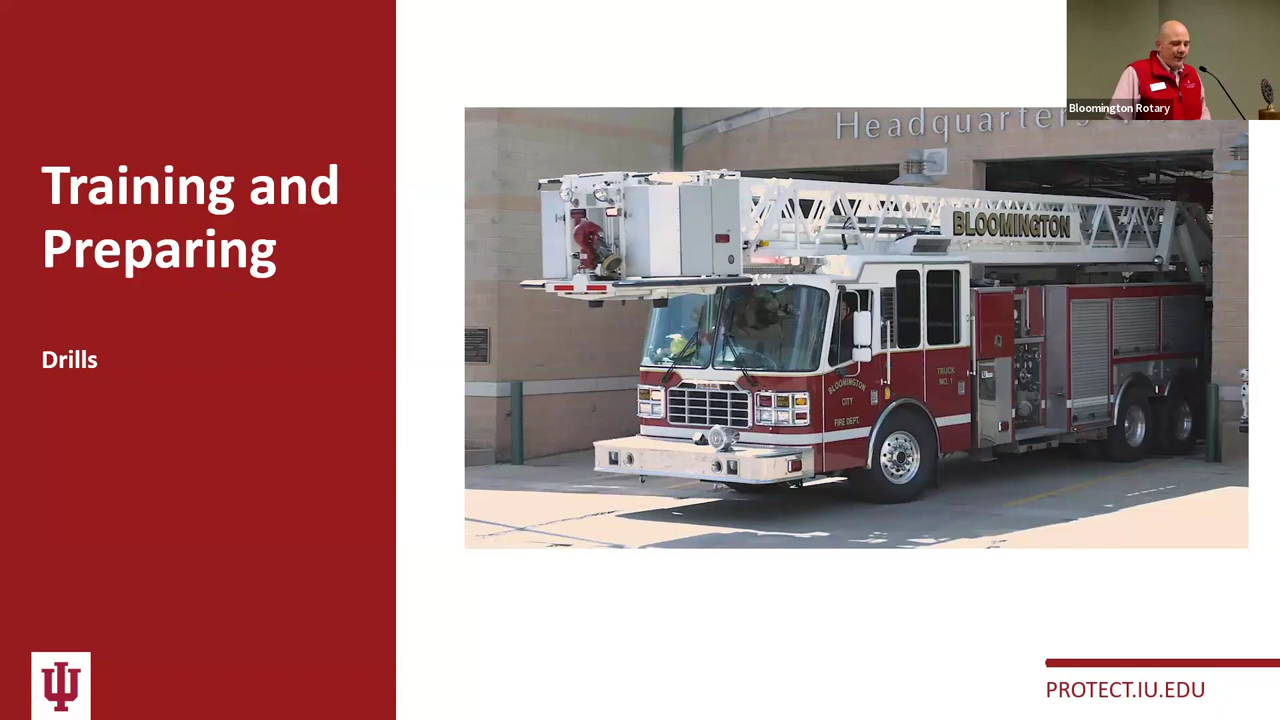 Training and
Preparing
Drills
Bloomington Rotary
Headquarters
BLOOMINGTON
BLOOMINGTON
CITY
FIRE DEPT.
TRUCK
NO. 1
PROTECT.IU.EDU